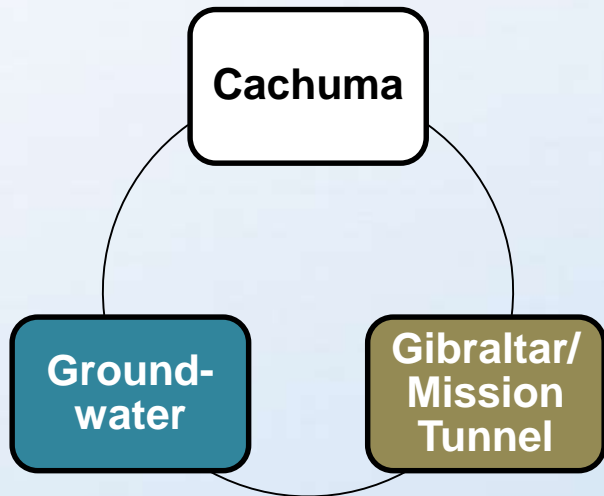 Cachuma
Ground-
water
Gibraltar/
Mission
Tunnel